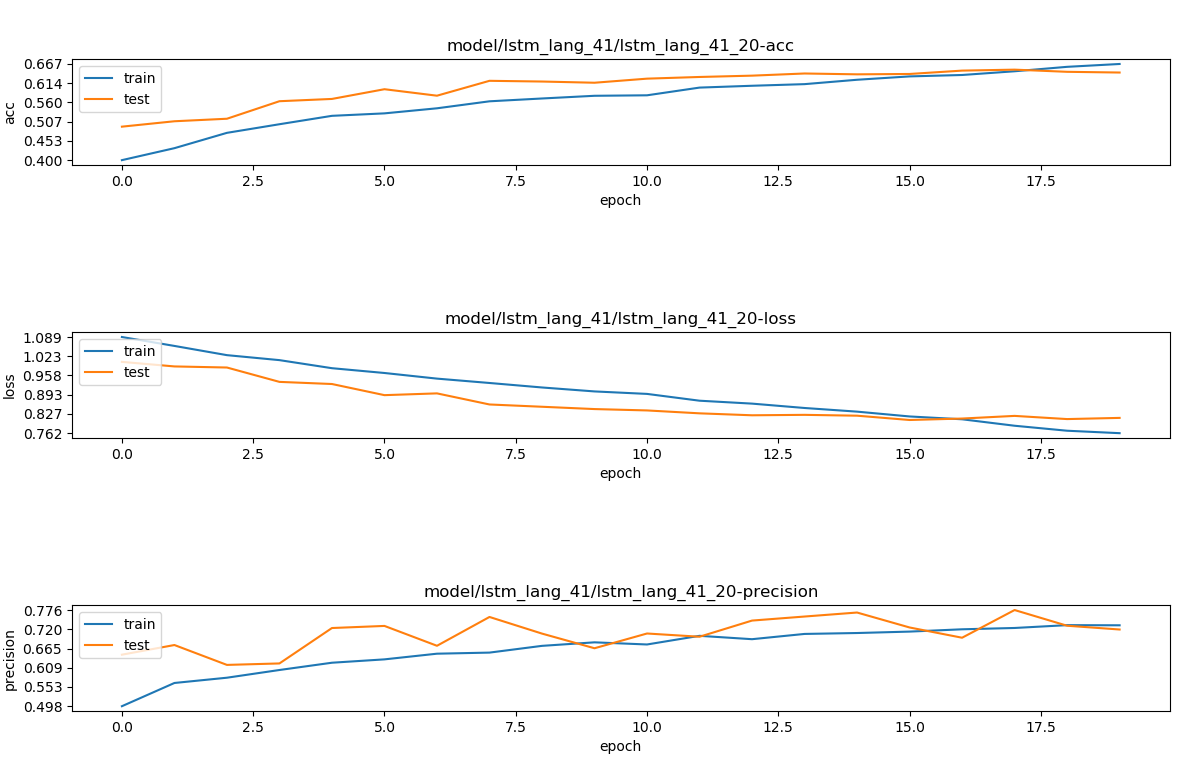 model/lstm_lang_41/lstm_lang_41_20-acc
0.667
0.614
0.560
0.507
0.453
0.400
acc
train
test
0.0 2.5 5.0 7.5 10.0 12.5 15.0 17.5
epoch
model/lstm_lang_41/lstm_lang_41_20-loss
1.089
1.023
0.958
0.893
0.827
0.762
loss
train
test
0.0 2.5 5.0 7.5 10.0 12.5 15.0 17.5
epoch
model/lstm_lang_41/lstm_lang_41_20-precision
0.776
0.720
0.665
0.609
0.553
0.498
precision
train
test
0.0 2.5 5.0 7.5 10.0 12.5 15.0 17.5
epoch